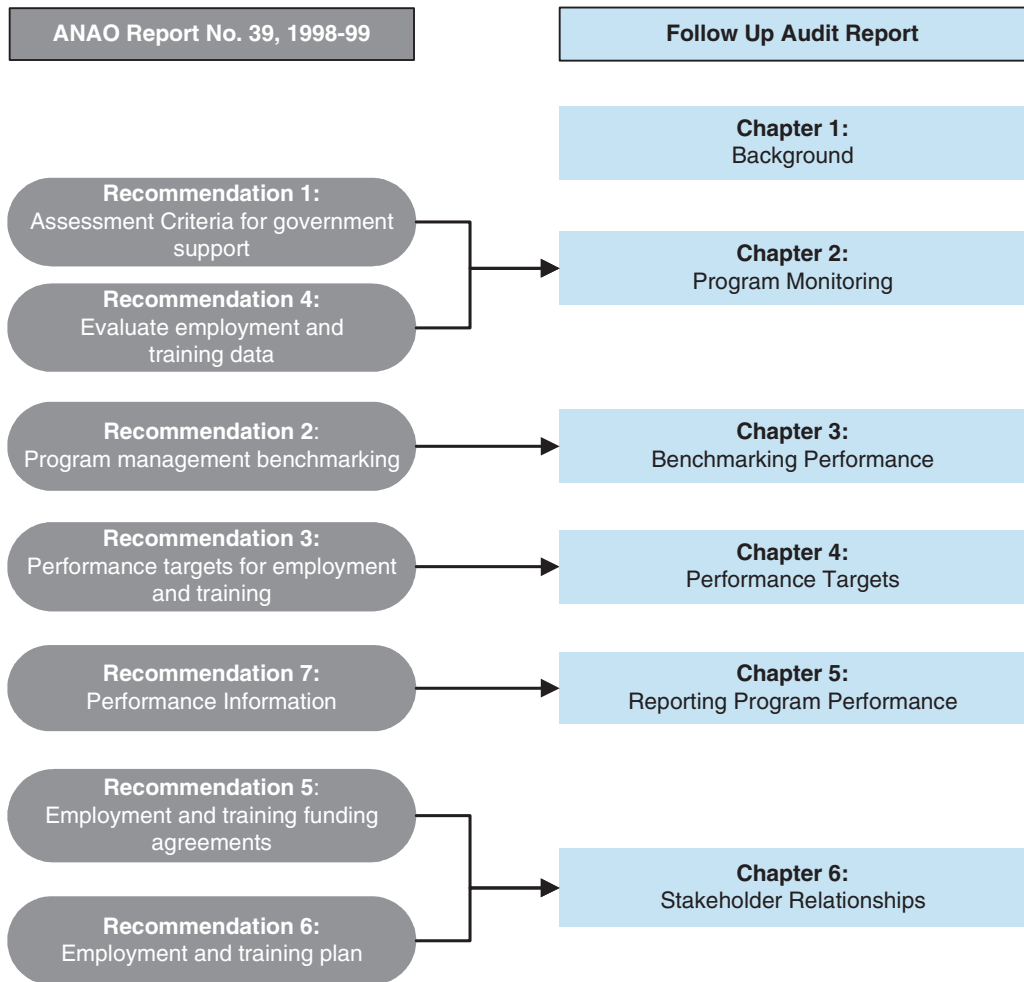 ANAO Report No. 39, 1998-99
Follow Up Audit Report
Chapter 1:
Background
Recommendation 1:
Assessment Criteria for government
support
Recommendation 4:
Evaluate employment and
training data
Chapter 2:
Program Monitoring
Recommendation 2:
Program management benchmarking
Chapter 3:
Benchmarking Performance
Recommendation 3:
Performance targets for employment
and training
Chapter 4:
Performance Targets
Recommendation 7:
Performance Information
Chapter 5:
Reporting Program Performance
Recommendation 5:
Employment and training funding
agreements
Recommendation 6:
Employment and training plan
Chapter 6:
Stakeholder Relationships